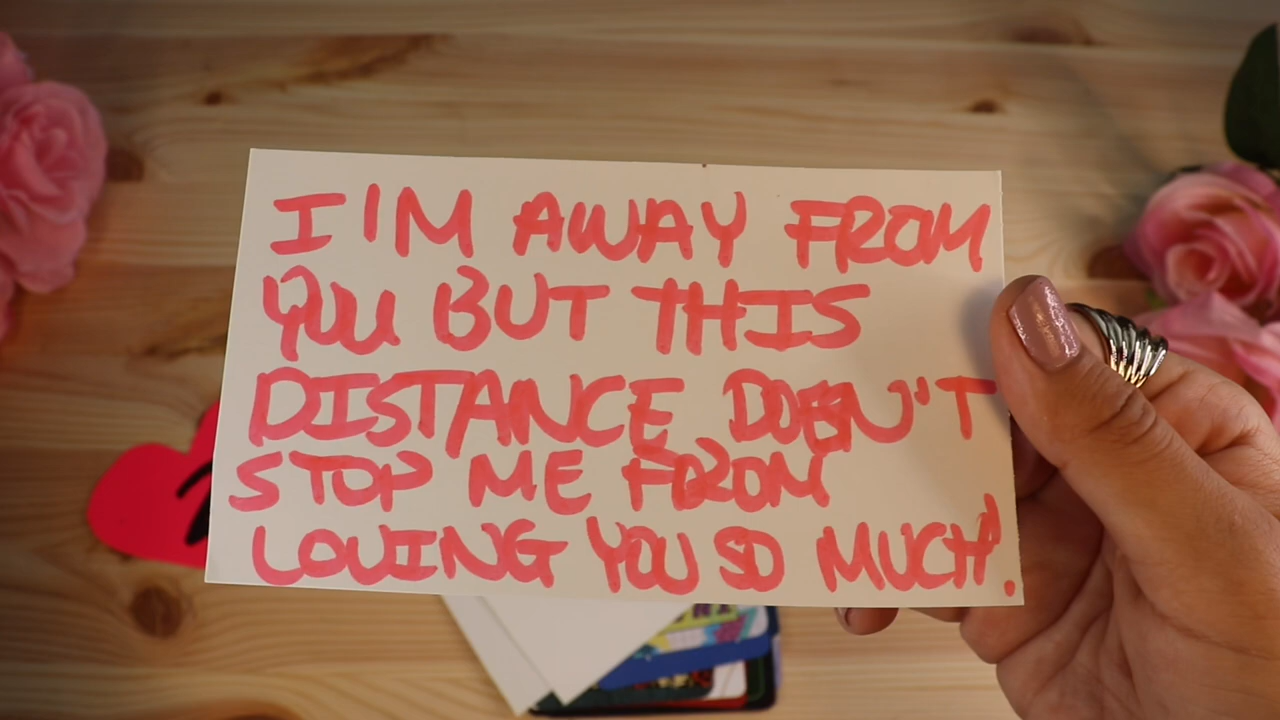 I'M AWAY FROM
YOU BUT THIS
DISTANCE DOESN'T
STOP ME FROM
LOVING YOU SO MUCH!